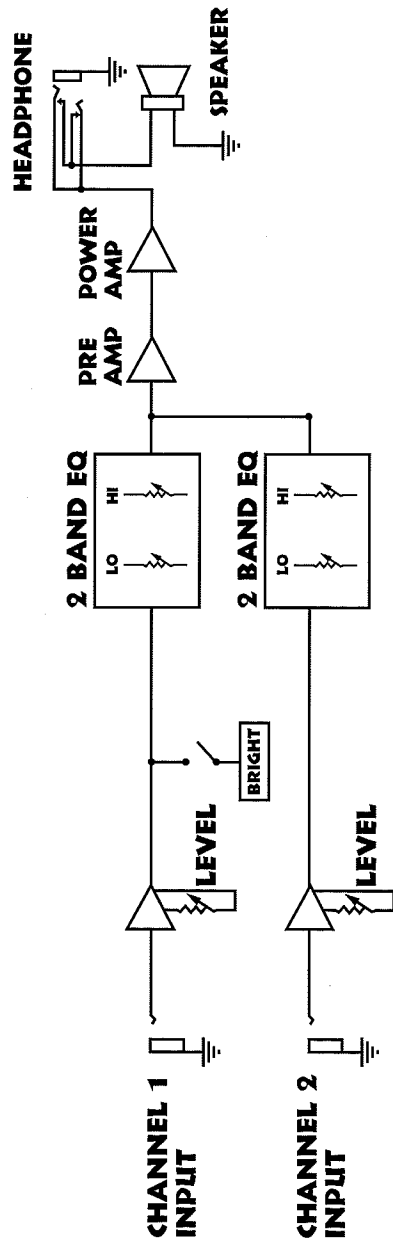 CHANNEL 1
INPUT
LEVEL
BRIGHT
2 BAND EQ
LO
HI
PRE
AMP
POWER
AMP
HEADPHONE
SPEAKER
CHANNEL 2
INPUT
LEVEL
2 BAND EQ
LO
HI